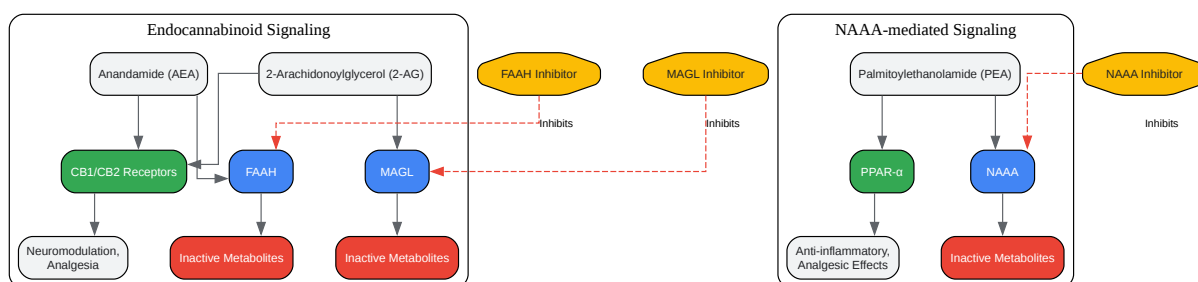 Endocannabinoid Signaling
NAAA-mediated Signaling
Anandamide (AEA)
2-Arachidonoylglycerol (2-AG)
FAAH Inhibitor
MAGL Inhibitor
Palmitoylethanolamide (PEA)
NAAA Inhibitor
Inhibits
Inhibits
Inhibits
CB1/CB2 Receptors
FAAH
MAGL
PPAR-α
NAAA
Neuromodulation,
Analgesia
Inactive Metabolites
Inactive Metabolites
Anti-inflammatory,
Analgesic Effects
Inactive Metabolites